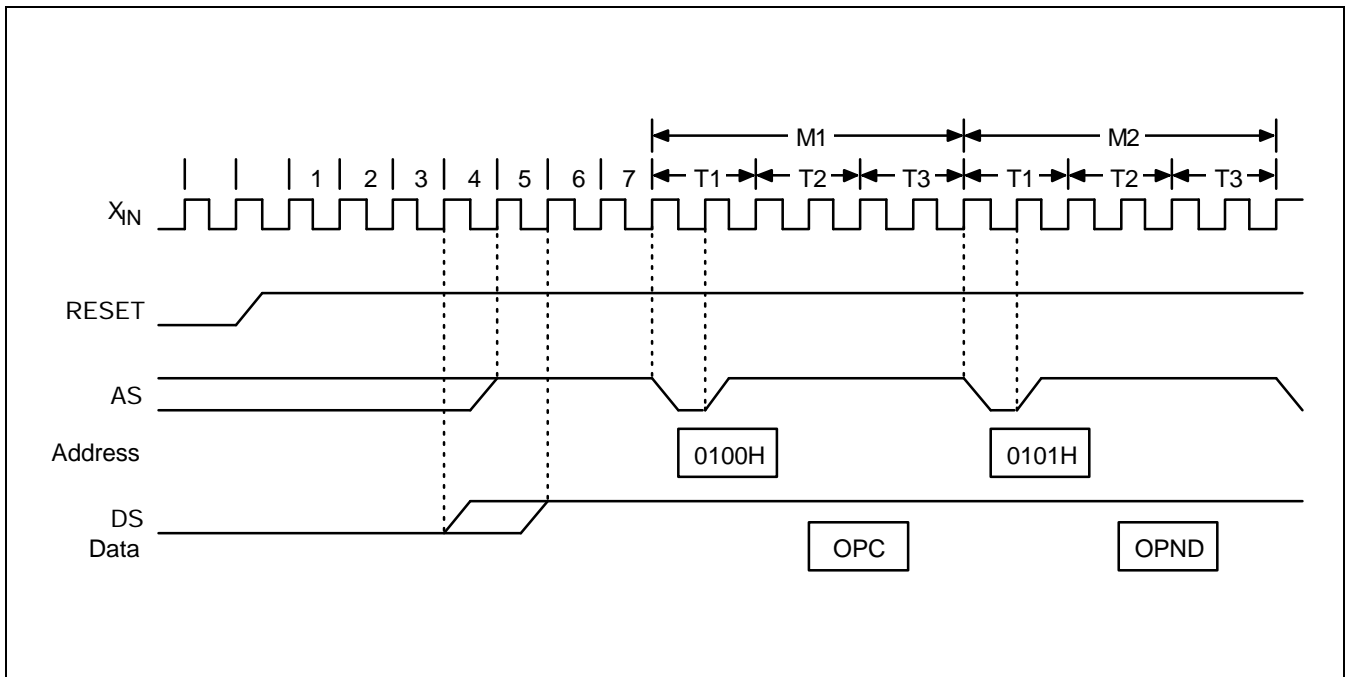 M1 M2
1 2 3 4 5 6 7 T1 T2 T3 T1 T2 T3
XIN
RESET
AS
Address 0100H 0101H
DS
Data OPC OPND